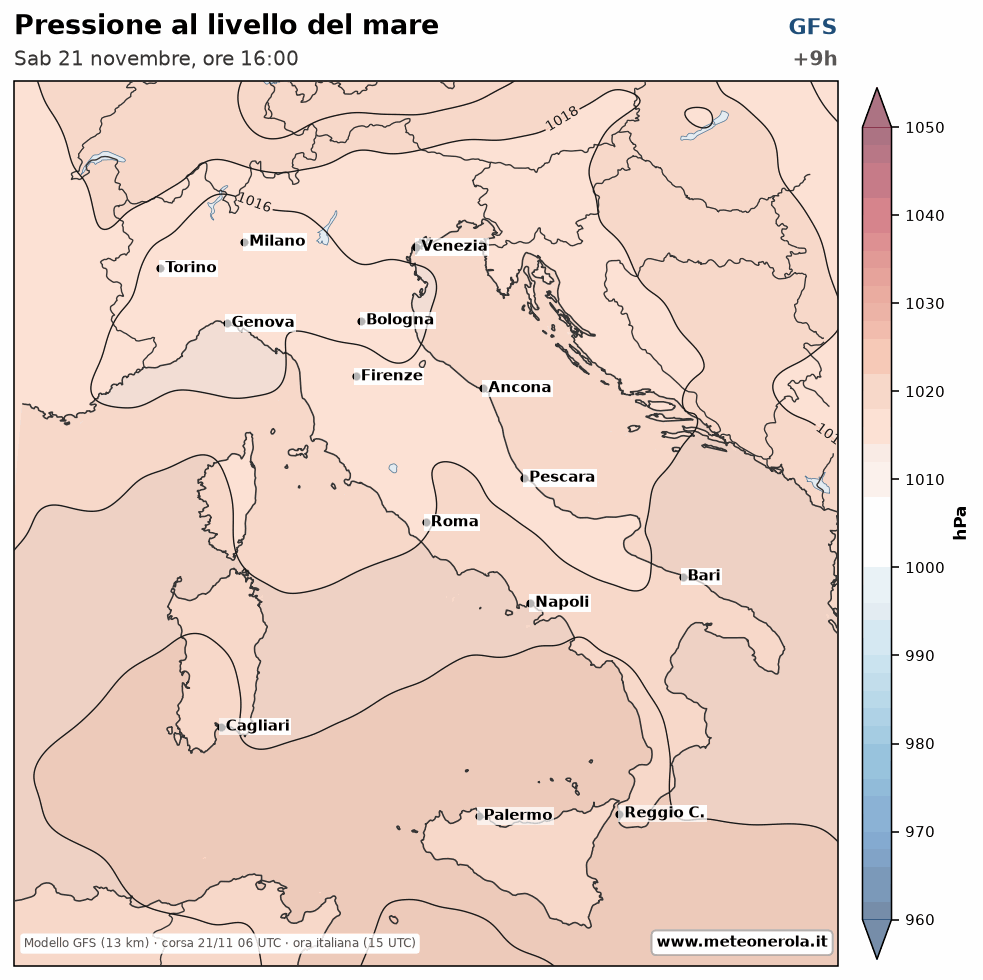 Pressione al livello del mare
GFS
Sab 21 novembre, ore 16:00
+9h
1018
1016
Milano
Venezia
Torino
Genova
Bologna
Firenze
Ancona
101
Pescara
Roma
Bari
Napoli
Cagliari
Palermo
Reggio C.
Modello GFS (13 km) · corsa 21/11 06 UTC · ora italiana (15 UTC)
www.meteonerola.it
1050
1040
1030
1020
1010
1000
990
980
970
960
hPa